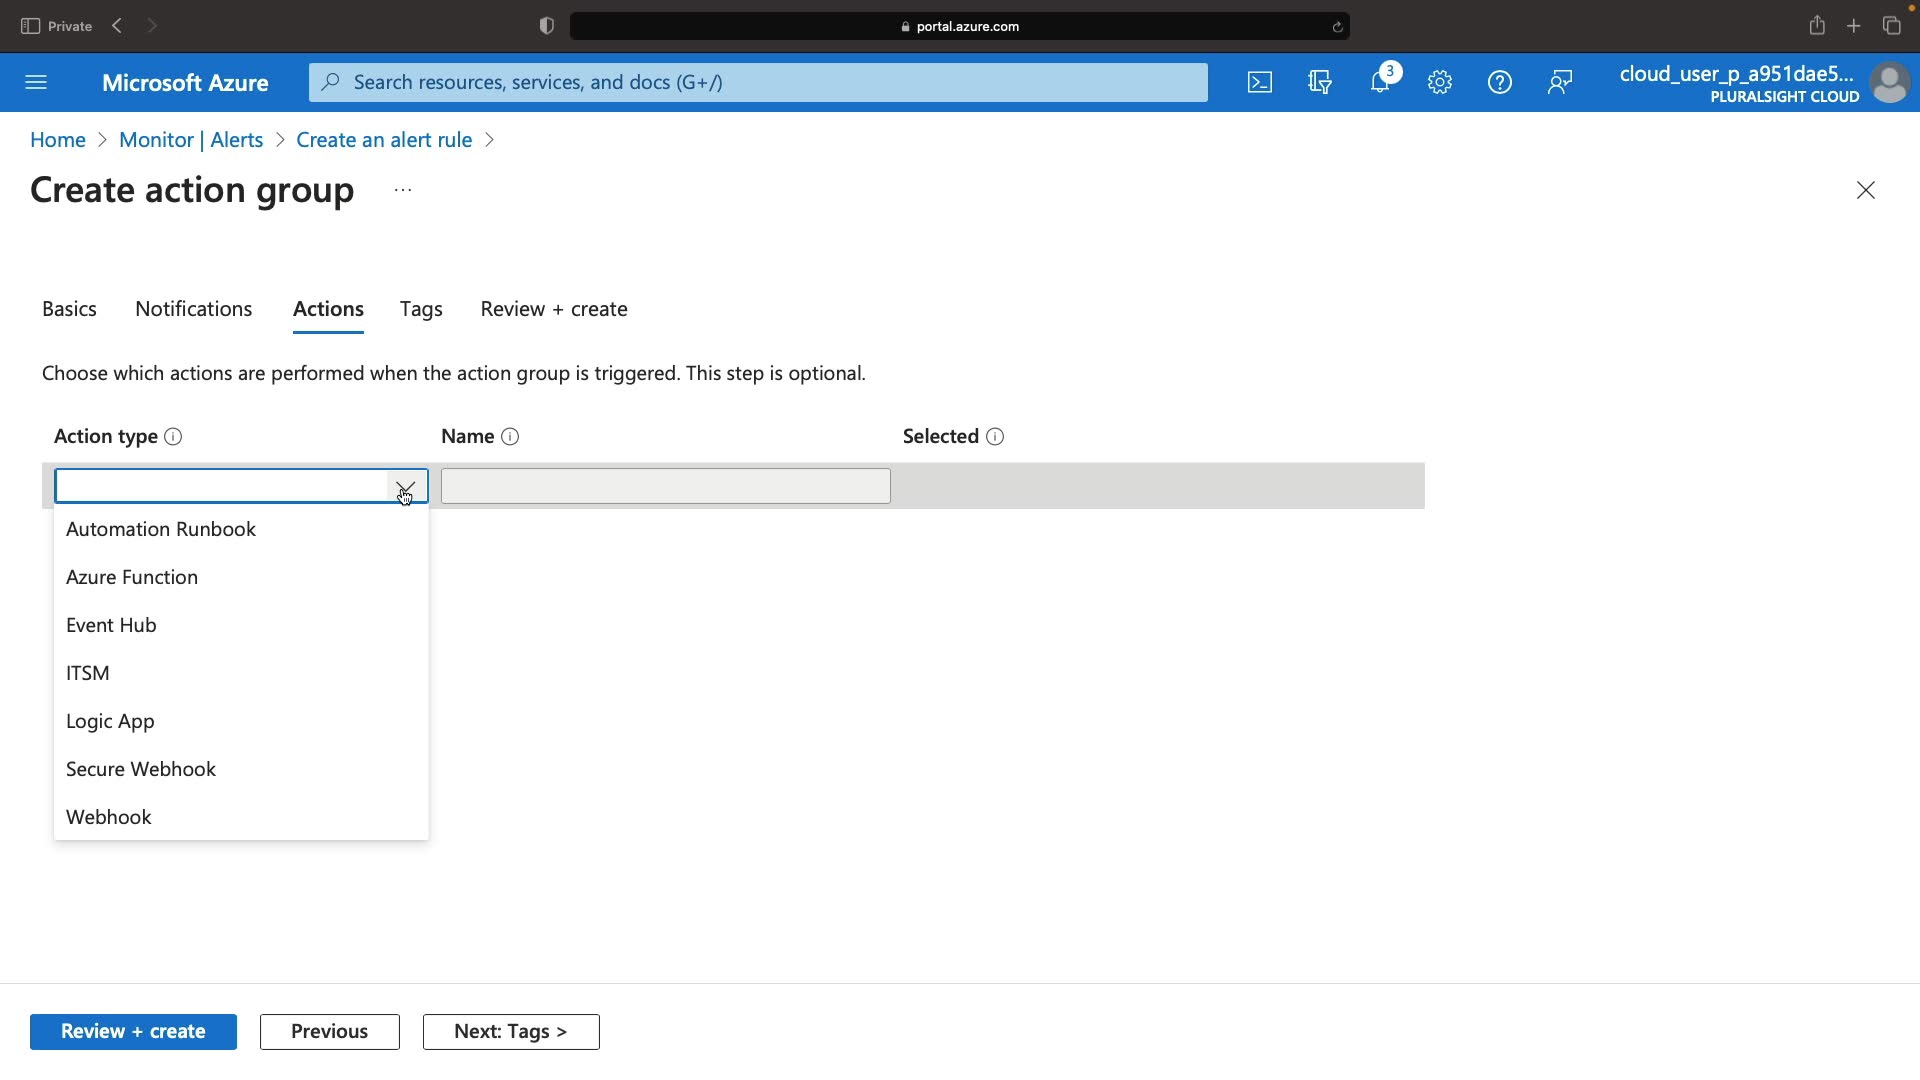 Private
portal.azure.com
Microsoft Azure
Search resources, services, and docs (G+/)
3
cloud_user_p_a951dae5...
PLURALSIGHT CLOUD
Home > Monitor | Alerts > Create an alert rule >
Create action group ...
Basics Notifications Actions Tags Review + create
Choose which actions are performed when the action group is triggered. This step is optional.
Action type Name Selected
Automation Runbook
Azure Function
Event Hub
ITSM
Logic App
Secure Webhook
Webhook
Review + create Previous Next: Tags >